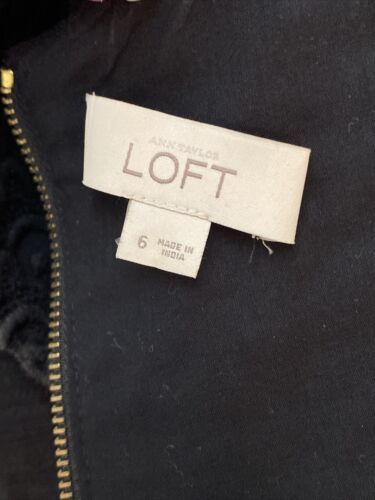 ANN TAYLOR
LOFT
6
MADE IN
INDIA